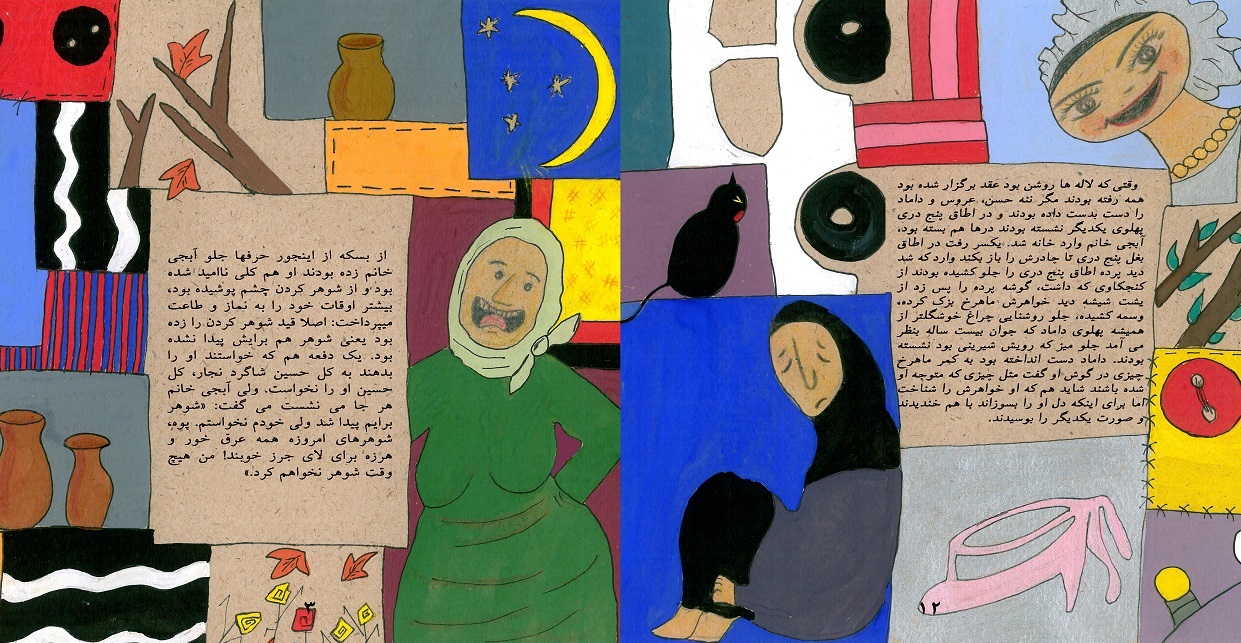 وقتی که لاله ها روشن بود عقد برگزار شده بود
همه رفته بودند مگر ننه حسن، عروس و داماد
را دست بدست داده بودند و در اطاق پنج دری
پهلوی یکدیگر نشسته بودند درها هم بسته بود،
آبجی خانم وارد خانه شد. یکسر رفت در اطاق
بغل پنج دری تا چادرش را باز بکند وارد که شد
دید پرده اطاق پنج دری را جلو کشیده بودند از
کنجکاوی که داشت، گوشه پرده را پس زد از
پشت شیشه دید خواهرش ماهرخ بزک کرده،
وسمه کشیده، جلو روشنایی چراغ خوشگلتر از
همیشه پهلوی داماد که جوان بیست ساله بنظر
می آمد جلو میز که رویش شیرینی بود نشسته
بودند. داماد دست انداخته بود به کمر ماهرخ
چیزی در گوش او گفت مثل چیزی که متوجه او
شده باشند شاید هم که او خواهرش را شناخت
اما برای اینکه دل او را بسوزاند با هم خندیدند
و صورت یکدیگر را بوسیدند.
۱۲
از بسکه از اینجور حرفها جلو آبجی
خانم زده بودند او هم کلی ناامید شده
بود و از شوهر کردن چشم پوشیده بود،
بیشتر اوقات خود را به نماز و طاعت
میپرداخت: اصلا قید شوهر کردن را زده
بود یعنی شوهر هم برایش پیدا نشده
بود. یک دفعه هم که خواستند او را
بدهند به کل حسین شاگرد نجار، کل
حسین او را نخواست. ولی آبجی خانم
هر جا می نشست می گفت: «شوهر
برایم پیدا شد ولی خودم نخواستم. پوه،
شوهرهای امروزه همه عرق خور و
هرزه برای لای جرز خوبند! من هیچ
وقت شوهر نخواهم کرد.»
۳